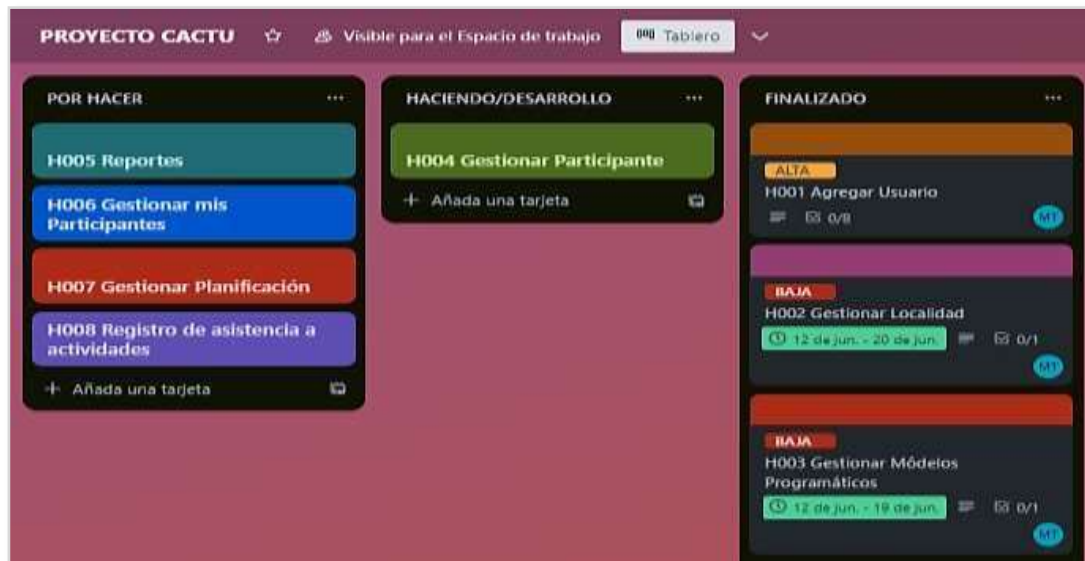 PROYECTO CACTU
Visible para el Espacio de trabajo
Tablero
POR HACER
H005 Reportes
H006 Gestionar mis
Participantes
H007 Gestionar Planificación
H008 Registro de asistencia a
actividades
Añada una tarjeta
HACIENDO/DESARROLLO
H004 Gestionar Participante
Añada una tarjeta
FINALIZADO
ALTA
H001 Agregar Usuario
0/8
MT
BAJA
H002 Gestionar Localidad
12 de jun. - 20 de jun.
0/1
MT
BAJA
H003 Gestionar Módelos
Programáticos
12 de jun. - 19 de jun.
0/1
MT